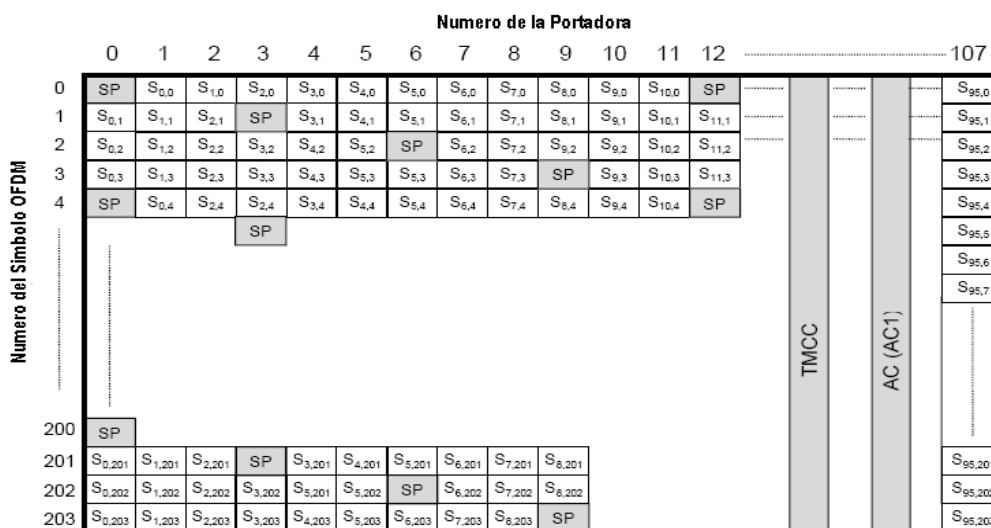 Numero de la Portadora
0 1 2 3 4 5 6 7 8 9 10 11 12 107
Numero del Simbolo OFDM
0 SP S0,0 S1,0 S2,0 S3,0 S4,0 S5,0 S6,0 S7,0 S8,0 S9,0 S10,0 SP S95,0
1 S0,1 S1,1 S2,1 SP S3,1 S4,1 S5,1 S6,1 S7,1 S8,1 S9,1 S10,1 S11,1 S95,1
2 S0,2 S1,2 S2,2 S3,2 S4,2 S5,2 SP S6,2 S7,2 S9,2 S9,2 S10,2 S11,2 S95,2
3 S0,3 S1,3 S2,3 S3,3 S4,3 S5,3 S5,3 S6,3 S7,3 SP S9,3 S10,3 S11,3 S95,3
4 SP S0,4 S2,4 S2,4 S3,4 S4,4 S5,4 S6,4 S7,4 S8,4 S9,4 S10,4 SP S95,4
SP S95,5
S95,6
S95,7
TMCC
AC (AC1)
200 SP
201 S0,201 S1,201 S2,201 SP S3,201 S4,201 S5,201 S6,201 S7,201 S8,201 S95,201
202 S0,202 S1,202 S2,202 S3,202 S5,201 S5,202 SP S6,202 S7,202 S8,202 S95,202
203 S0,203 S1,203 S2,203 S3,203 S4,203 S5,203 S6,203 S7,203 S8,203 SP S95,203